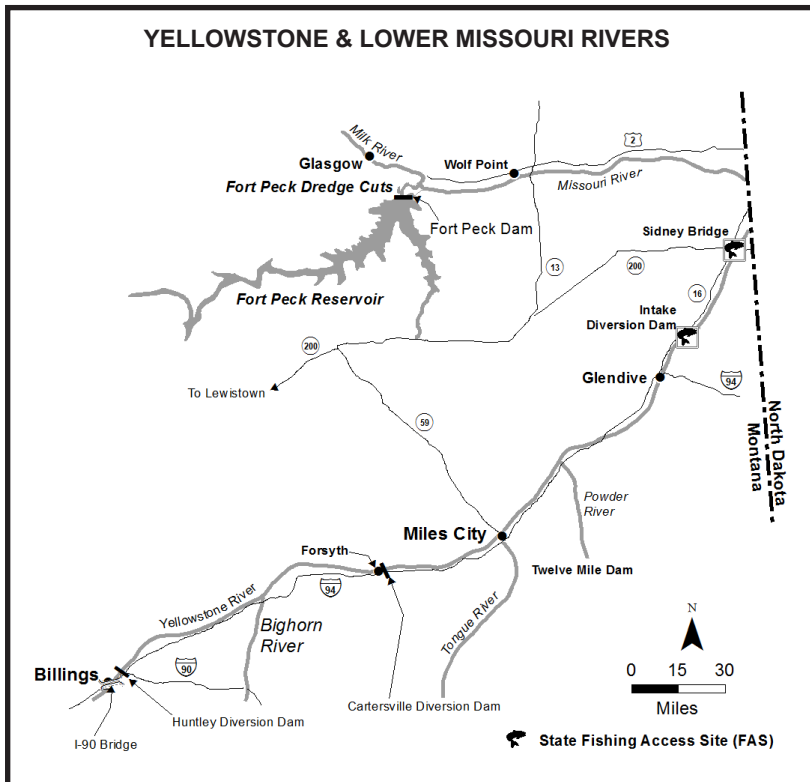 YELLOWSTONE & LOWER MISSOURI RIVERS
Milk River
2
Glasgow
Wolf Point
Fort Peck Dredge Cuts
Missouri River
Fort Peck Dam
Sidney Bridge
13
200
Fort Peck Reservoir
16
Intake
Diversion Dam
200
To Lewistown
Glendive
94
North Dakota
Montana
59
Powder
River
Miles City
Forsyth
Twelve Mile Dam
94
Yellowstone River
Bighorn
River
Tongue River
N
Billings
90
0 15 30
Miles
Cartersville Diversion Dam
Huntley Diversion Dam
I-90 Bridge
State Fishing Access Site (FAS)